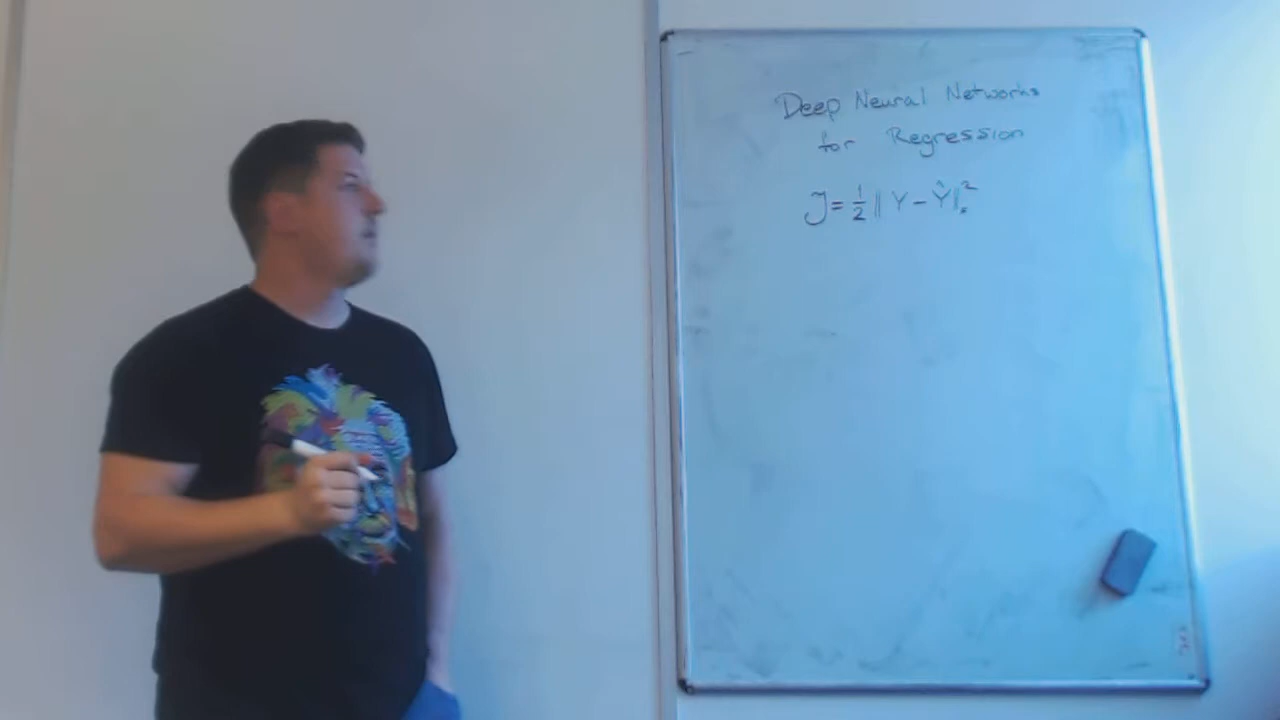 Deep Neural Networks
for Regression
J = 1/2 || Y - Ŷ ||²